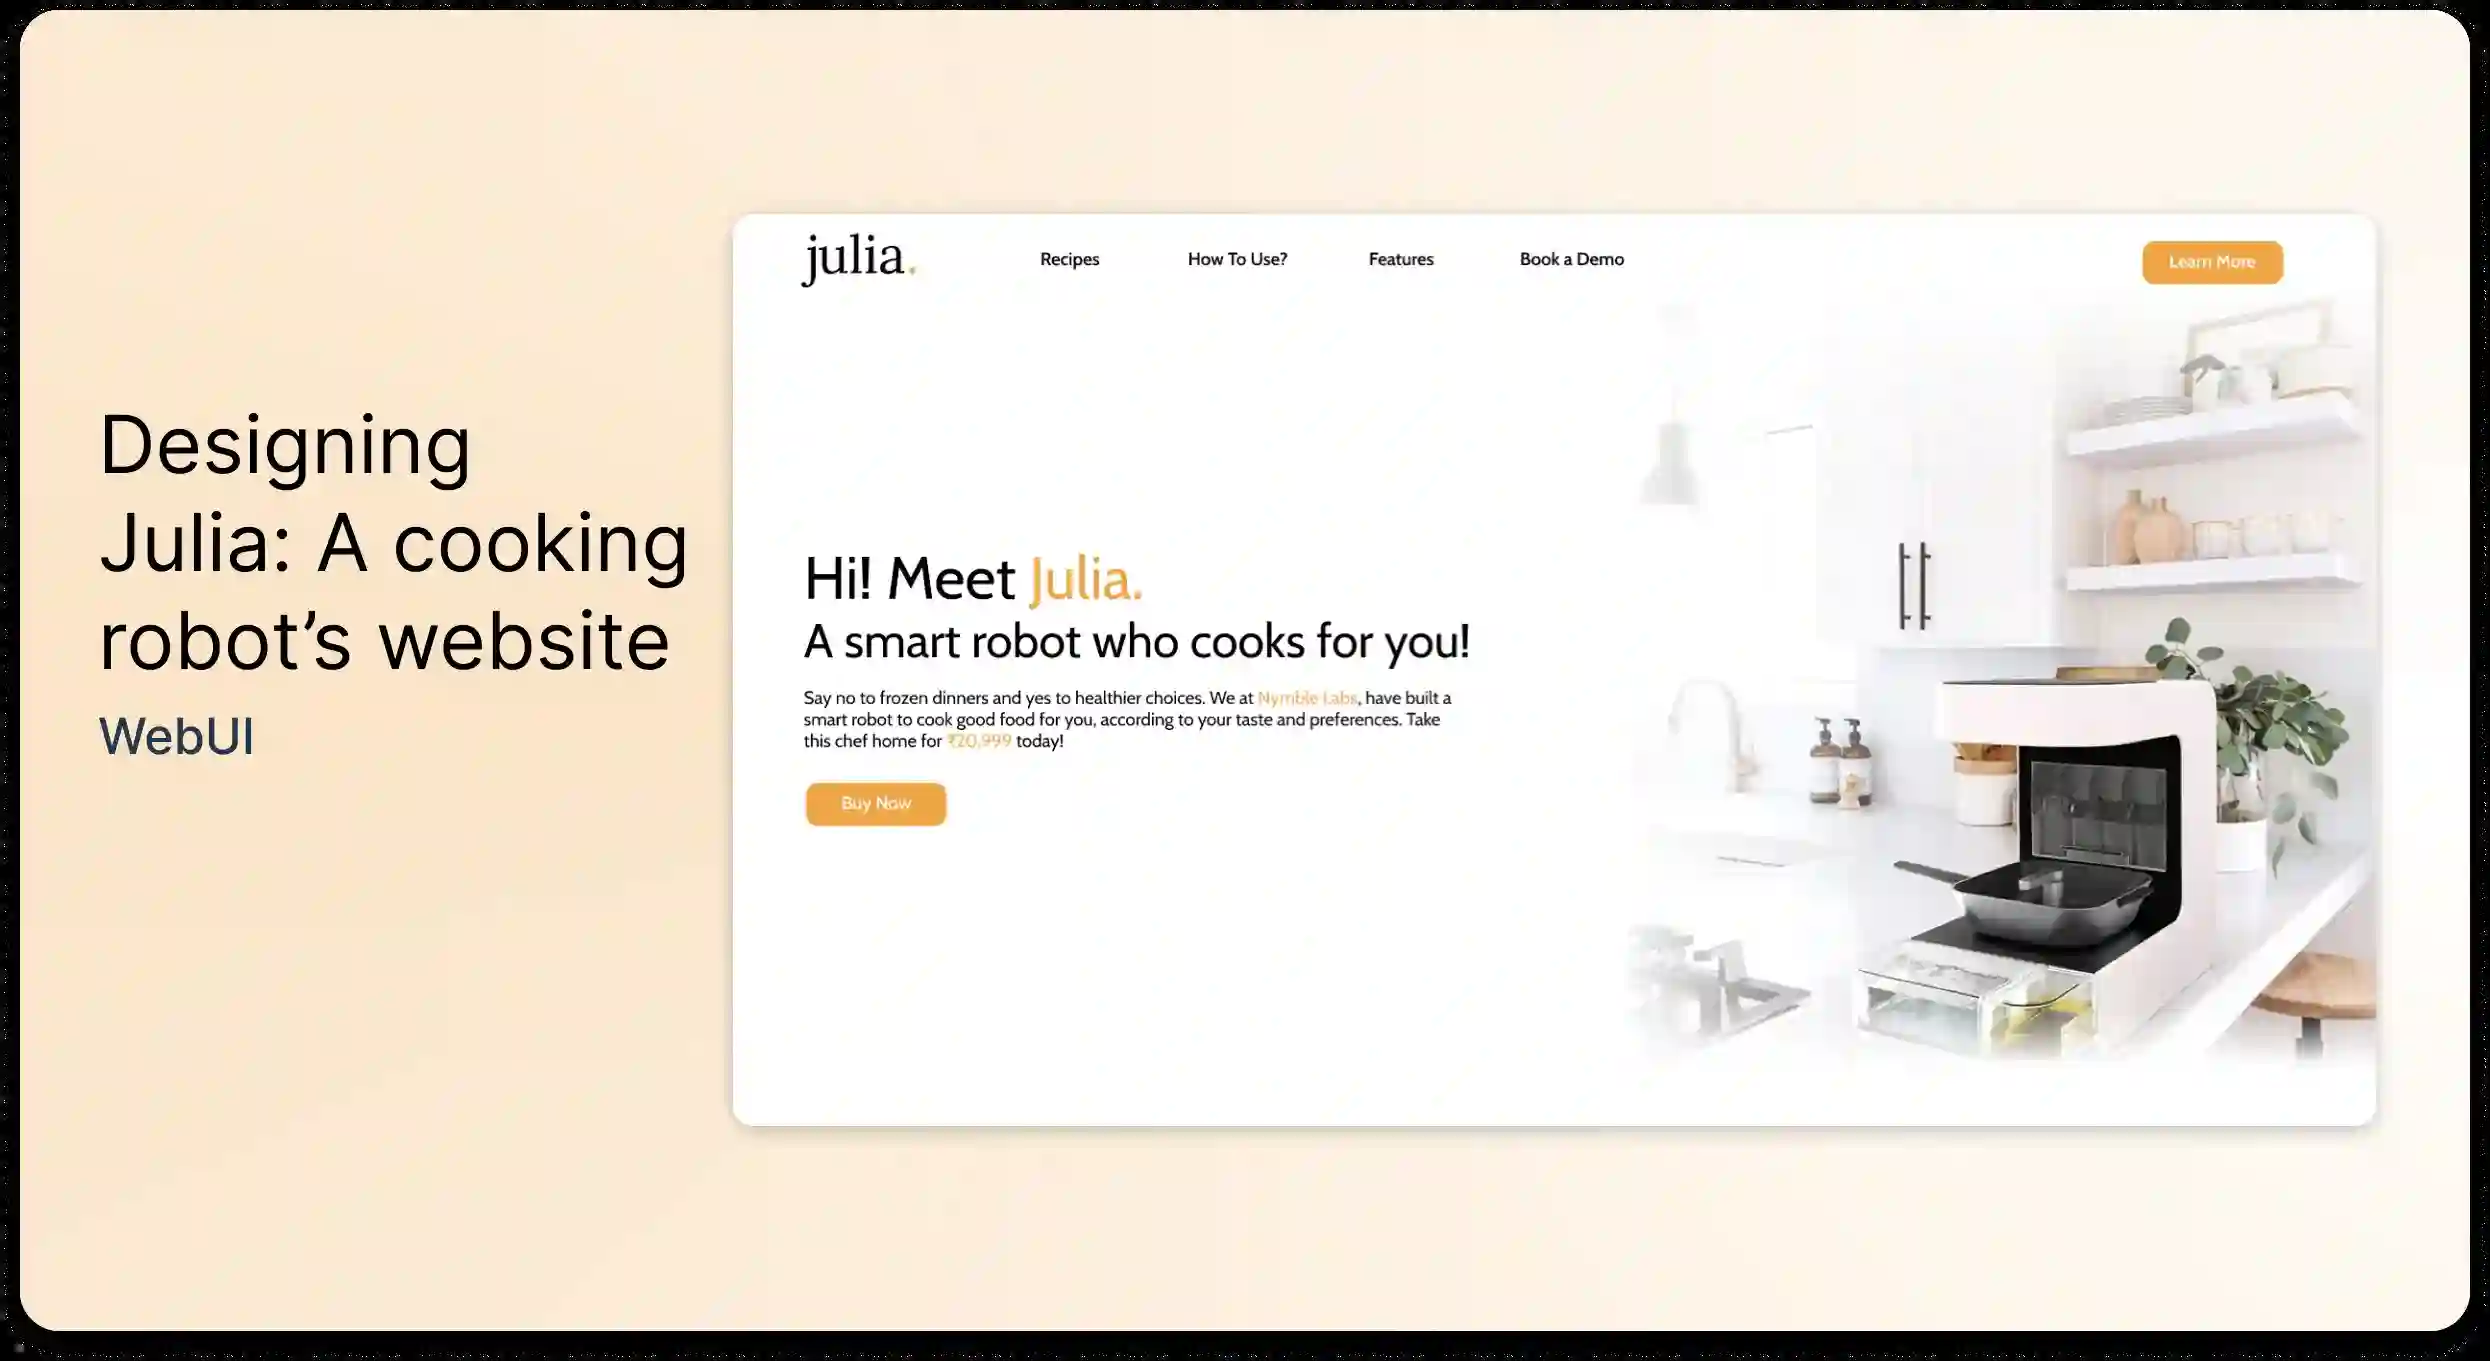 Designing
Julia: A cooking
robot’s website
WebUI
julia.
Recipes
How To Use?
Features
Book a Demo
Learn More
Hi! Meet Julia.
A smart robot who cooks for you!
Say no to frozen dinners and yes to healthier choices. We at Nymble Labs, have built a
smart robot to cook good food for you, according to your taste and preferences. Take
this chef home for ₹20,999 today!
Buy Now